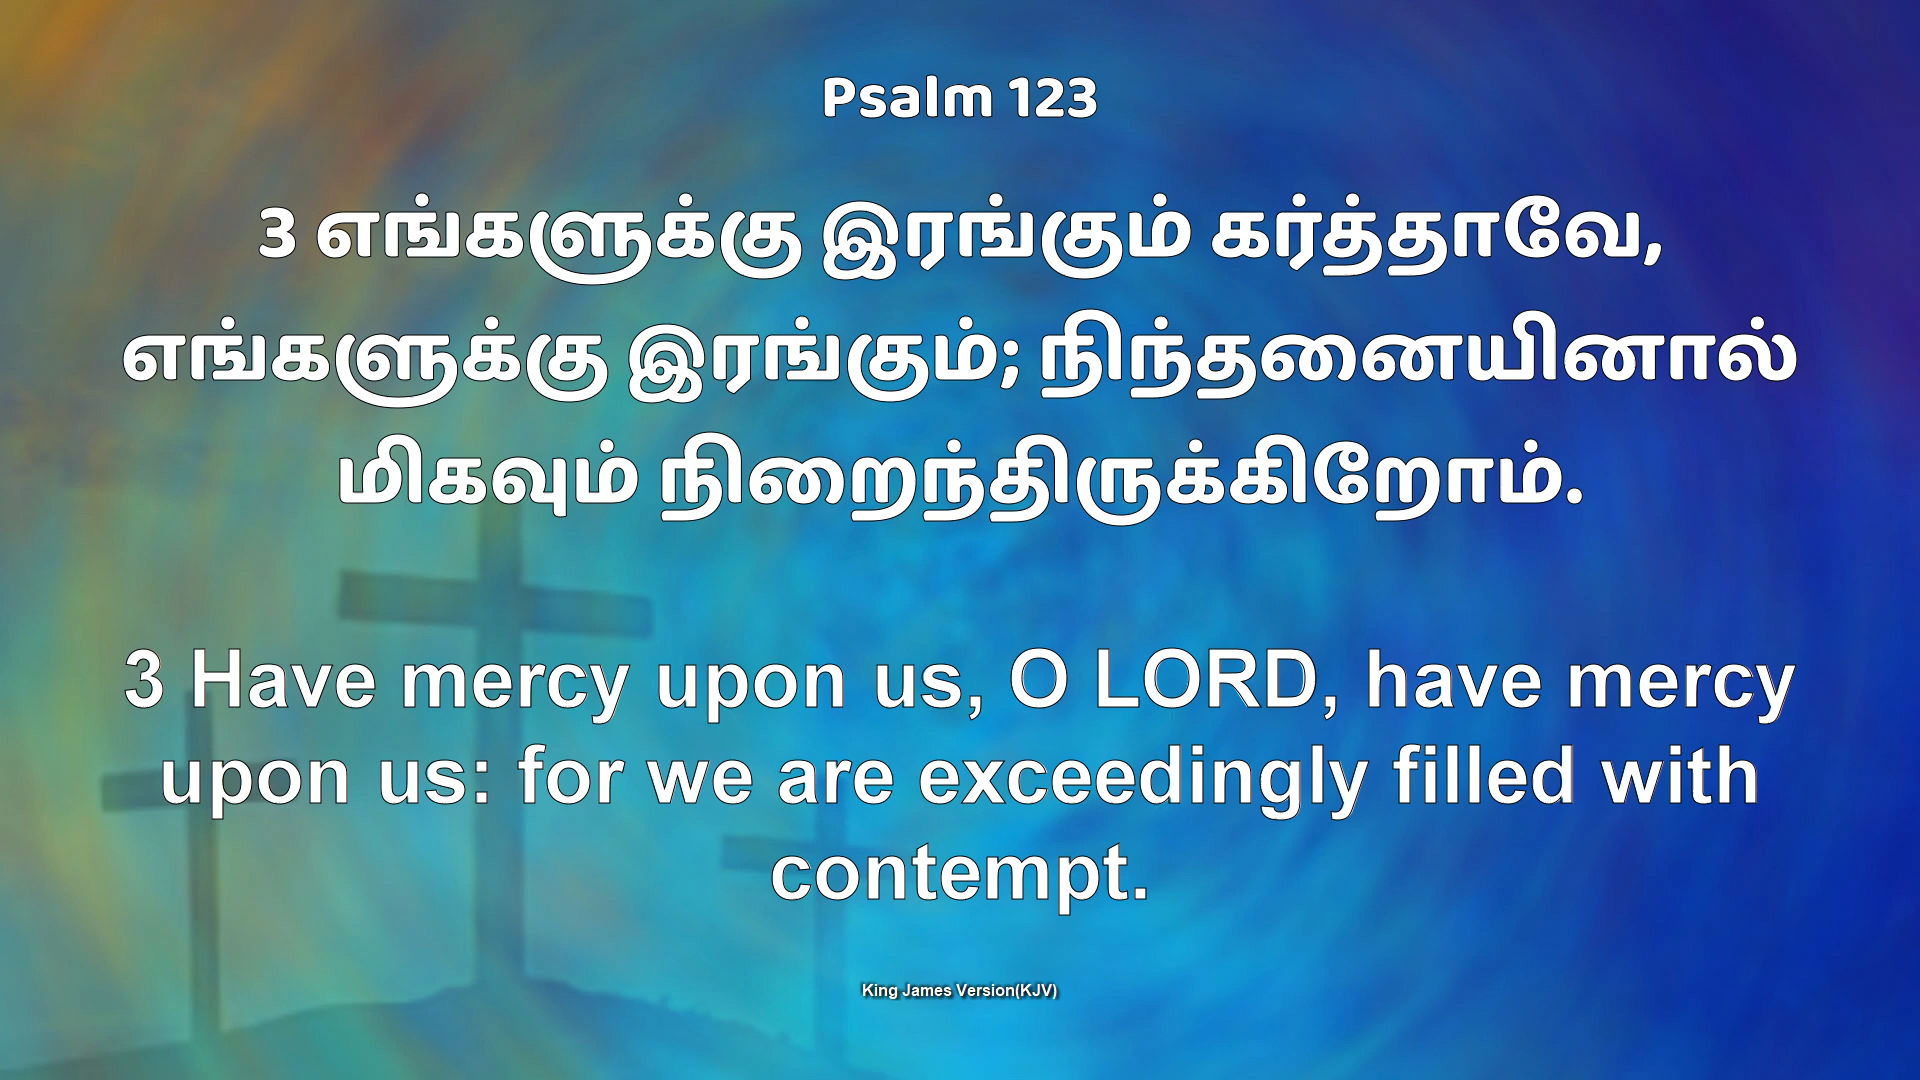 Psalm 123
3 எங்களுக்கு இரங்கும் கர்த்தாவே,
எங்களுக்கு இரங்கும்; நிந்தனையினால்
மிகவும் நிறைந்திருக்கிறோம்.
3 Have mercy upon us, O LORD, have mercy
upon us: for we are exceedingly filled with
contempt.
King James Version(KJV)